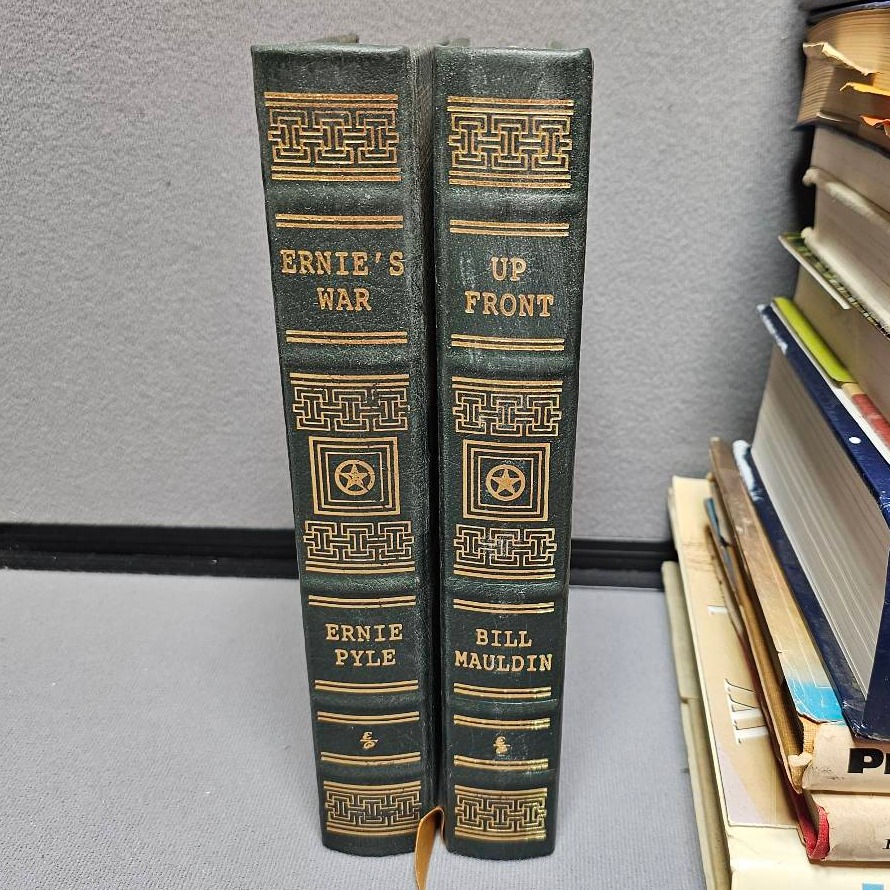 ERNIE'S
WAR
ERNIE
PYLE
UP
FRONT
BILL
MAULDIN